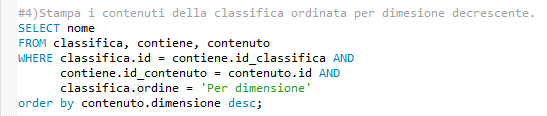 #4)Stampa i contenuti della classifica ordinata per dimesione decrescente.
SELECT nome
FROM classifica, contiene, contenuto
WHERE classifica.id = contiene.id_classifica AND
contiene.id_contenuto = contenuto.id AND
classifica.ordine = 'Per dimensione'
order by contenuto.dimensione desc;